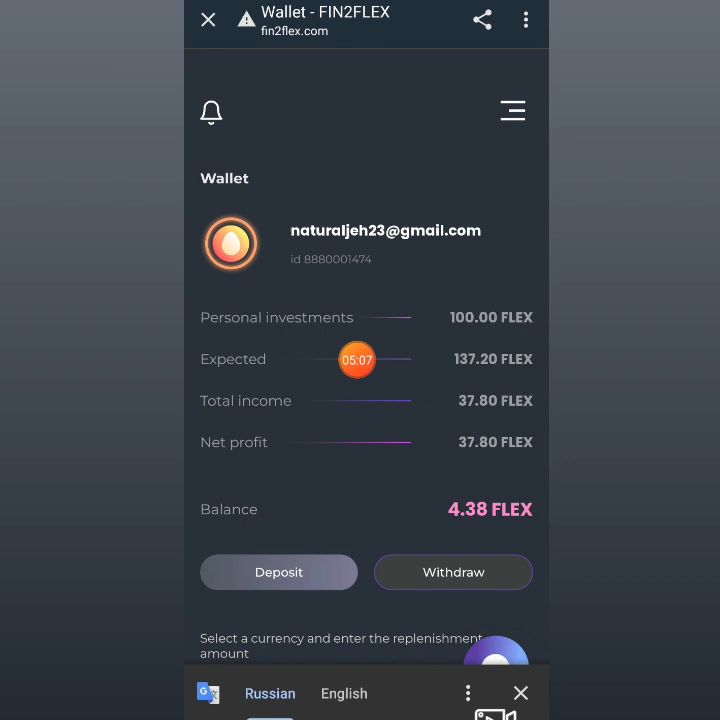 Wallet - FIN2FLEX
fin2flex.com
Wallet
naturaljeh23@gmail.com
id 8880001474
Personal investments 100.00 FLEX
Expected 05:07 137.20 FLEX
Total income 37.80 FLEX
Net profit 37.80 FLEX
Balance 4.38 FLEX
Deposit Withdraw
Select a currency and enter the replenishment
amount
G Russian English